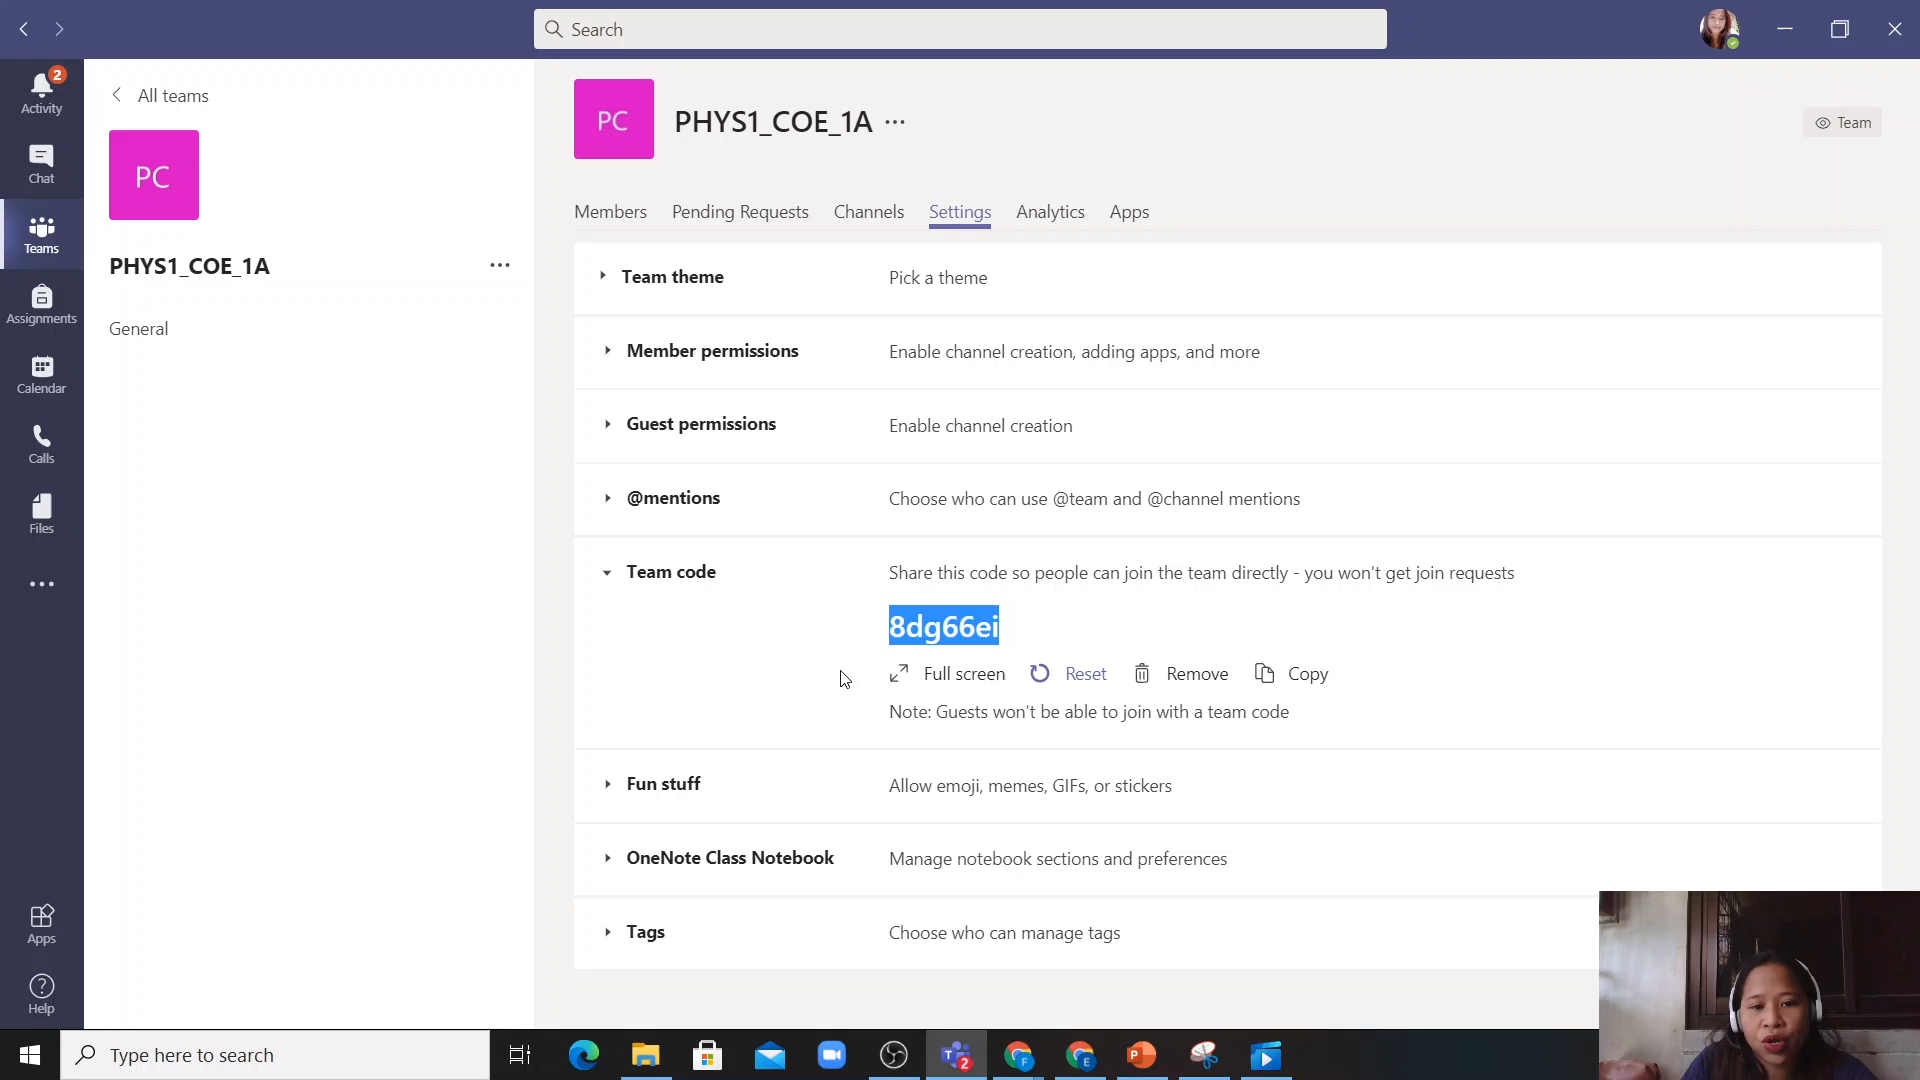 Search
2
Activity
Chat
Teams
Assignments
Calendar
Calls
Files
Apps
Help
All teams
PC
PHYS1_COE_1A
General
PC
PHYS1_COE_1A
Team
Members Pending Requests Channels Settings Analytics Apps
Team theme Pick a theme
Member permissions Enable channel creation, adding apps, and more
Guest permissions Enable channel creation
@mentions Choose who can use @team and @channel mentions
Team code Share this code so people can join the team directly - you won't get join requests
8dg66ei
Full screen Reset Remove Copy
Note: Guests won't be able to join with a team code
Fun stuff Allow emoji, memes, GIFs, or stickers
OneNote Class Notebook Manage notebook sections and preferences
Tags Choose who can manage tags
Type here to search
T 2
F
E
P